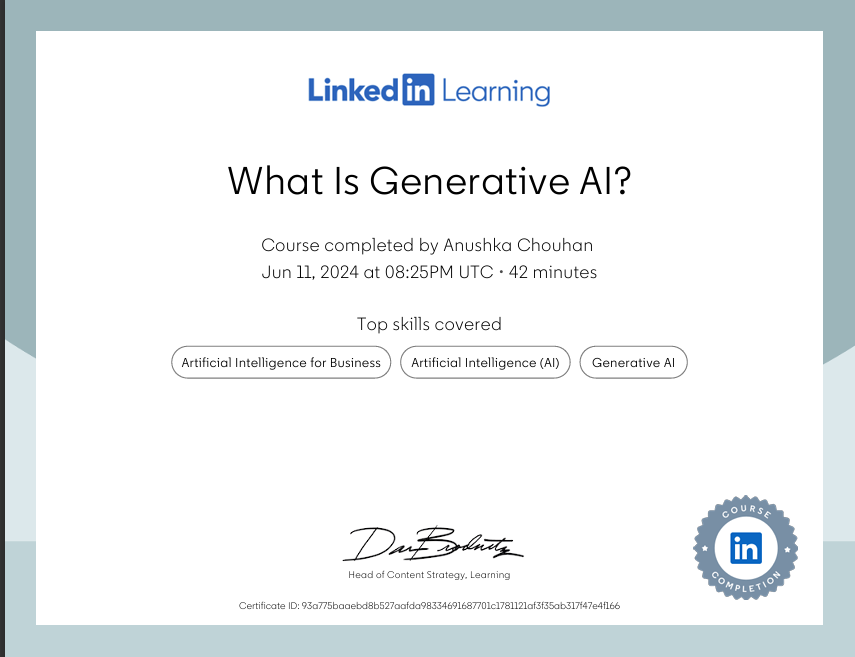 Linked in Learning
What Is Generative AI?
Course completed by Anushka Chouhan
Jun 11, 2024 at 08:25PM UTC • 42 minutes
Top skills covered
Artificial Intelligence for Business
Artificial Intelligence (AI)
Generative AI
Dan Brodnitz
Head of Content Strategy, Learning
COURSE
in
COMPLETION
Certificate ID: 93a775baaebd8b527aafda98334691687701c1781121af3f35ab317f47e4f166